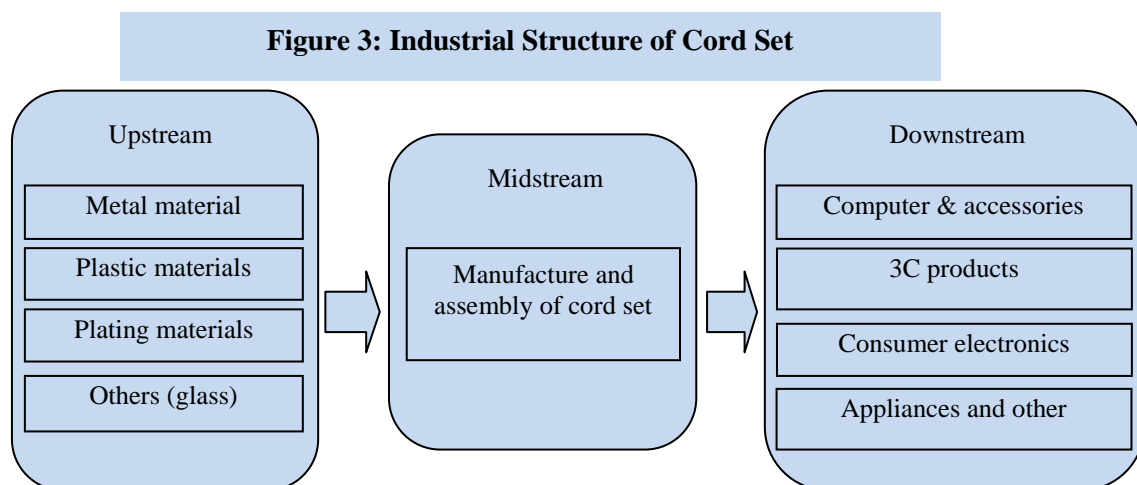 Figure 3: Industrial Structure of Cord Set
Upstream
Metal material
Plastic materials
Plating materials
Others (glass)
Midstream
Manufacture and
assembly of cord set
Downstream
Computer & accessories
3C products
Consumer electronics
Appliances and other